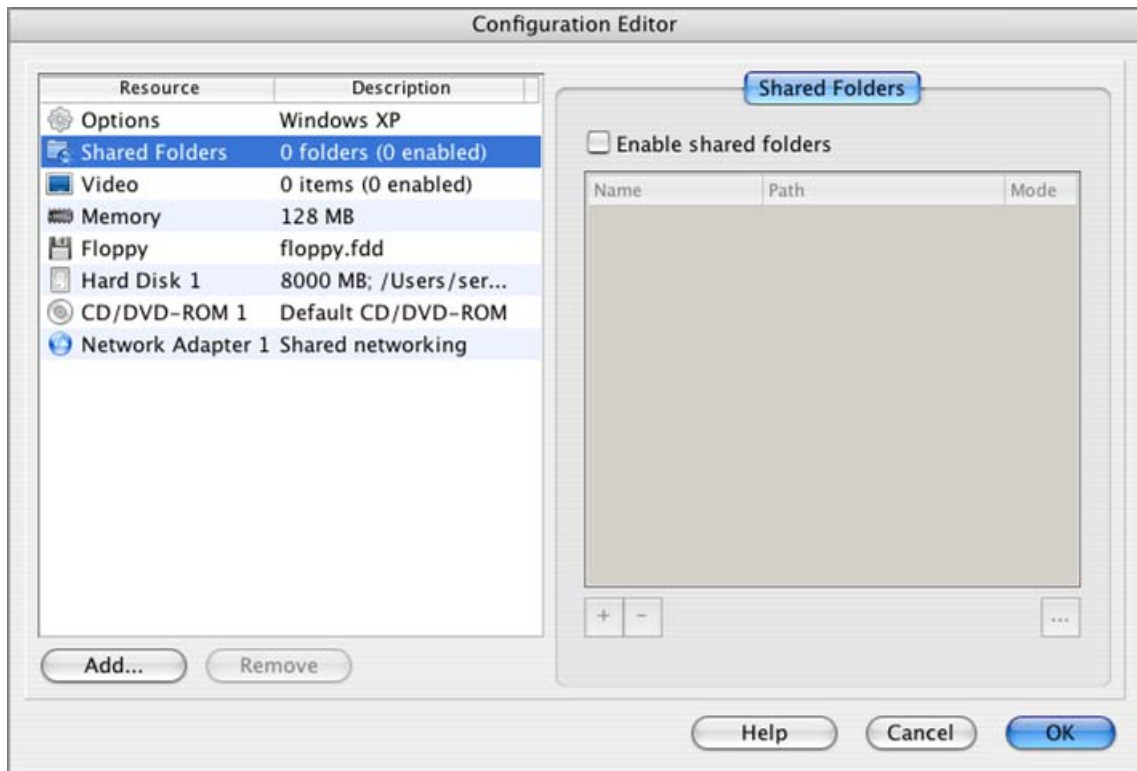 Configuration Editor
Resource Description
Options Windows XP
Shared Folders 0 folders (0 enabled)
Video 0 items (0 enabled)
Memory 128 MB
Floppy floppy.fdd
Hard Disk 1 8000 MB; /Users/ser...
CD/DVD-ROM 1 Default CD/DVD-ROM
Network Adapter 1 Shared networking
Add... Remove
Shared Folders
Enable shared folders
Name Path Mode
+ - ...
Help Cancel OK